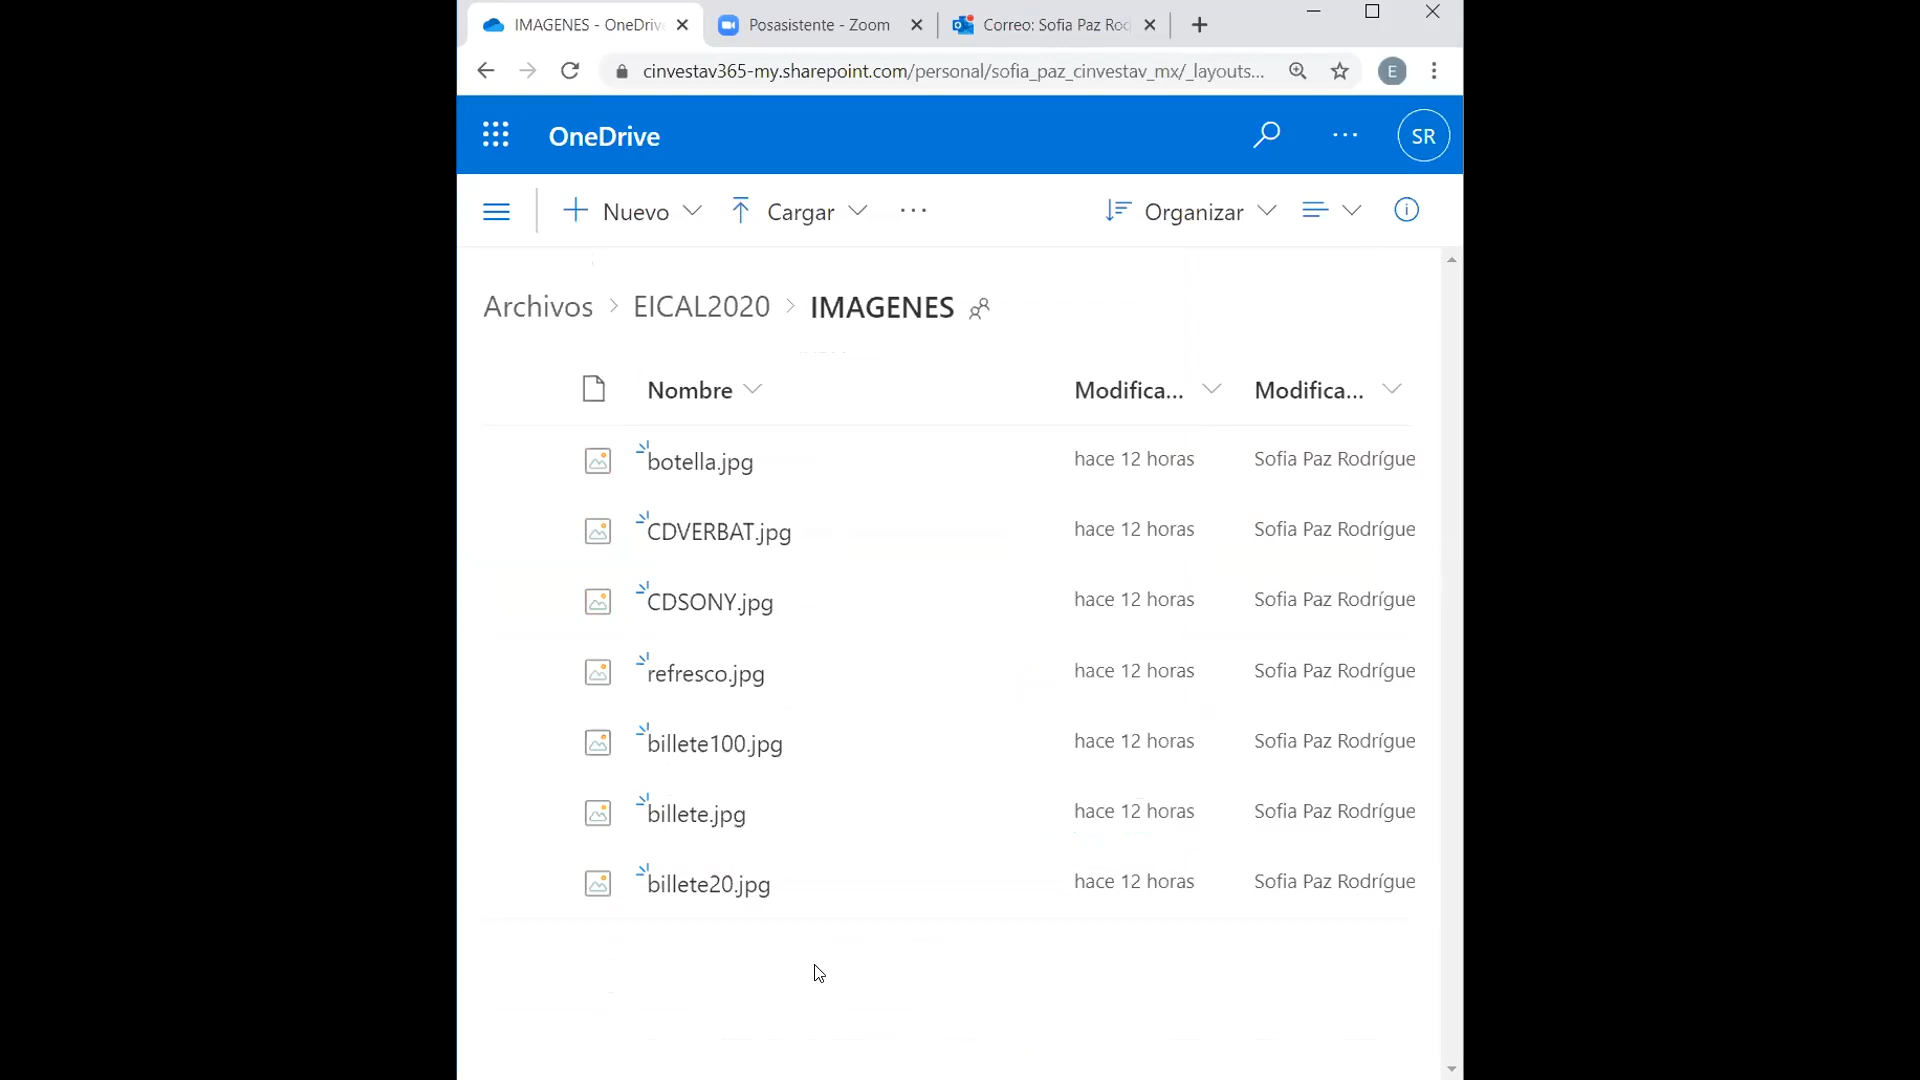 IMAGENES - OneDriv
Posasistente - Zoom
Correo: Sofia Paz Roc
cinvestav365-my.sharepoint.com/personal/sofia_paz_cinvestav_mx/_layouts...
E
OneDrive
SR
Nuevo
Cargar
Organizar
Archivos > EICAL2020 > IMAGENES
Nombre Modifica... Modifica...
botella.jpg hace 12 horas Sofia Paz Rodrígue
CDVERBAT.jpg hace 12 horas Sofia Paz Rodrígue
CDSONY.jpg hace 12 horas Sofia Paz Rodrígue
refresco.jpg hace 12 horas Sofia Paz Rodrígue
billete100.jpg hace 12 horas Sofia Paz Rodrígue
billete.jpg hace 12 horas Sofia Paz Rodrígue
billete20.jpg hace 12 horas Sofia Paz Rodrígue